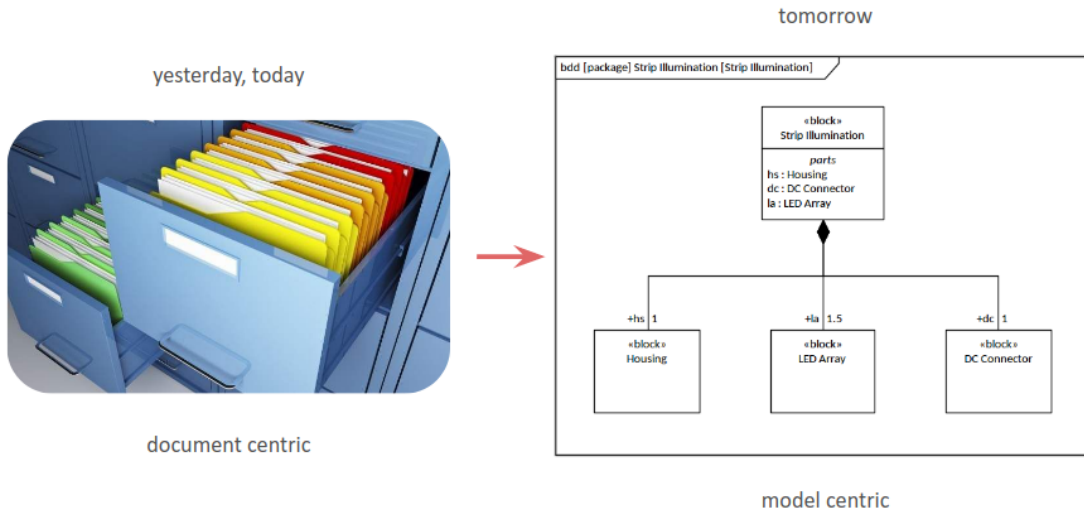 yesterday, today
document centric
tomorrow
bdd [package] Strip Illumination [Strip Illumination]
«block»
Strip Illumination
parts
hs : Housing
dc : DC Connector
la : LED Array
+hs 1
+la 1.5
+dc 1
«block»
Housing
«block»
LED Array
«block»
DC Connector
model centric